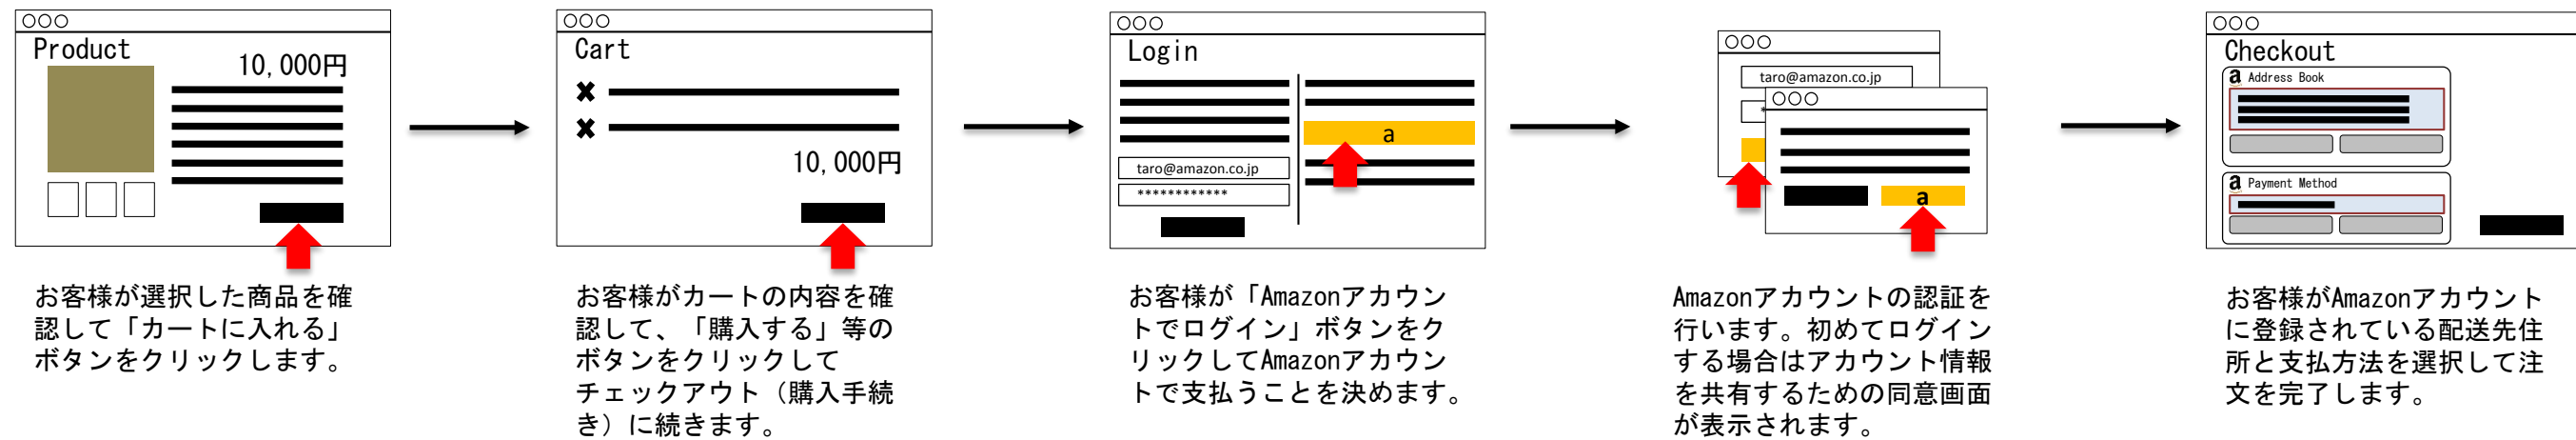 Product
10,000円
お客様が選択した商品を確
認して「カートに入れる」
ボタンをクリックします。
Cart
10,000円
お客様がカートの内容を確
認して、「購入する」等の
ボタンをクリックして
チェックアウト（購入手続
き）に続きます。
Login
taro@amazon.co.jp
************
a
お客様が「Amazonアカウン
トでログイン」ボタンをク
リックしてAmazonアカウン
トで支払うことを決めます。
taro@amazon.co.jp
*
a
Amazonアカウントの認証を
行います。初めてログイン
する場合はアカウント情報
を共有するための同意画面
が表示されます。
Checkout
a Address Book
a Payment Method
お客様がAmazonアカウント
に登録されている配送先住
所と支払方法を選択して注
文を完了します。